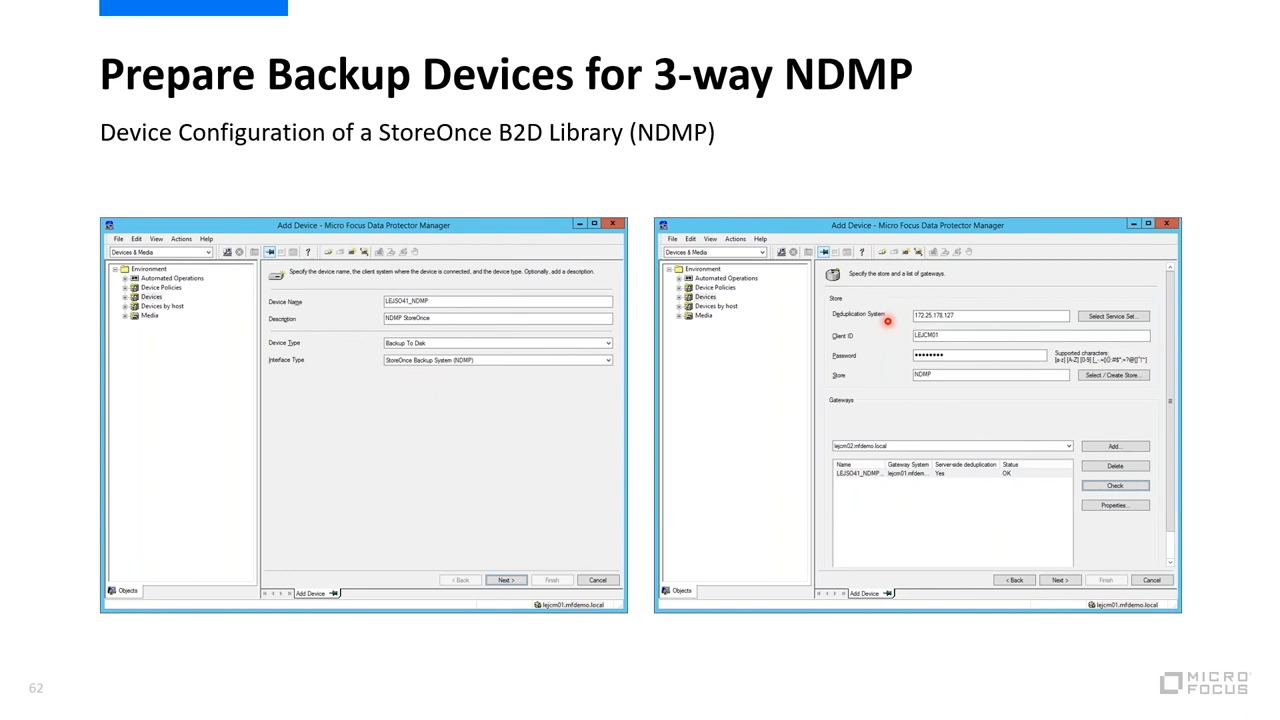 Prepare Backup Devices for 3-way NDMP
Device Configuration of a StoreOnce B2D Library (NDMP)
Add Device - Micro Focus Data Protector Manager
File Edit View Actions Help
Devices & Media
Environment
Automated Operations
Device Policies
Devices
Devices by host
Media
Specify the device name, the client system where the device is connected, and the device type. Optionally, add a description.
Device Name
LEJSO41_NDMP
Description
NDMP StoreOnce
Device Type
Backup To Disk
Interface Type
StoreOnce Backup System (NDMP)
< Back Next > Finish Cancel
Objects
Add Device
lejcm01.mfdemo.local
Add Device - Micro Focus Data Protector Manager
File Edit View Actions Help
Devices & Media
Environment
Automated Operations
Device Policies
Devices
Devices by host
Media
Specify the store and a list of gateways.
Store
Deduplication System
172.25.178.127
Select Service Set...
Client ID
LEJCM01
Password
••••••••
Supported characters:
Store
NDMP
Select / Create Store...
Gateways
lejcm02.mfdemo.local
Add...
Name Gateway System Server-side deduplication Status
LEJSO41_NDMP... lejcm01.mfdem... Yes OK
Delete
Check
Properties...
< Back Next > Finish Cancel
Objects
Add Device
lejcm01.mfdemo.local
62
MICRO
FOCUS